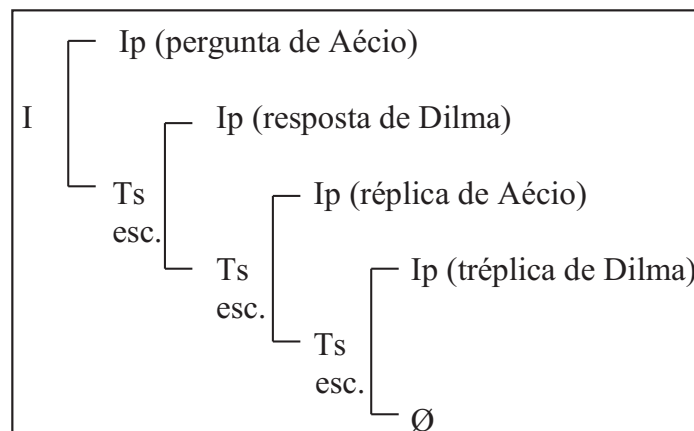 Ip (pergunta de Aécio)
I
Ip (resposta de Dilma)
Ts
esc.
Ip (réplica de Aécio)
Ts
esc.
Ip (tréplica de Dilma)
Ts
esc.
Ø